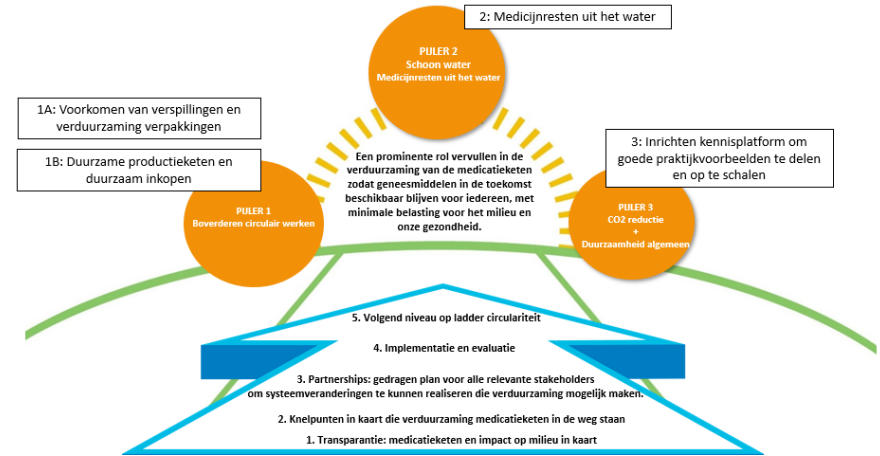 2: Medicijnresten uit het water
PIJLER 2
Schoon water
Medicijnresten uit het water
1A: Voorkomen van verspillingen en
verduurzaming verpakkingen
1B: Duurzame productieketen en
duurzaam inkopen
3: Inrichten kennisplatform om
goede praktijkvoorbeelden te delen
en op te schalen
Een prominente rol vervullen in de
verduurzaming van de medicatieketen
zodat geneesmiddelen in de toekomst
beschikbaar blijven voor iedereen, met
minimale belasting voor het milieu en
onze gezondheid.
PIJLER 1
Boverderen circulair werken
PIJLER 3
CO2 reductie
+
Duurzaamheid algemeen
5. Volgend niveau op ladder circulariteit
4. Implementatie en evaluatie
3. Partnerships: gedragen plan voor alle relevante stakeholders
om systeemveranderingen te kunnen realiseren die verduurzaming mogelijk maken.
2. Knelpunten in kaart die verduurzaming medicatieketen in de weg staan
1. Transparantie: medicatieketen en impact op milieu in kaart